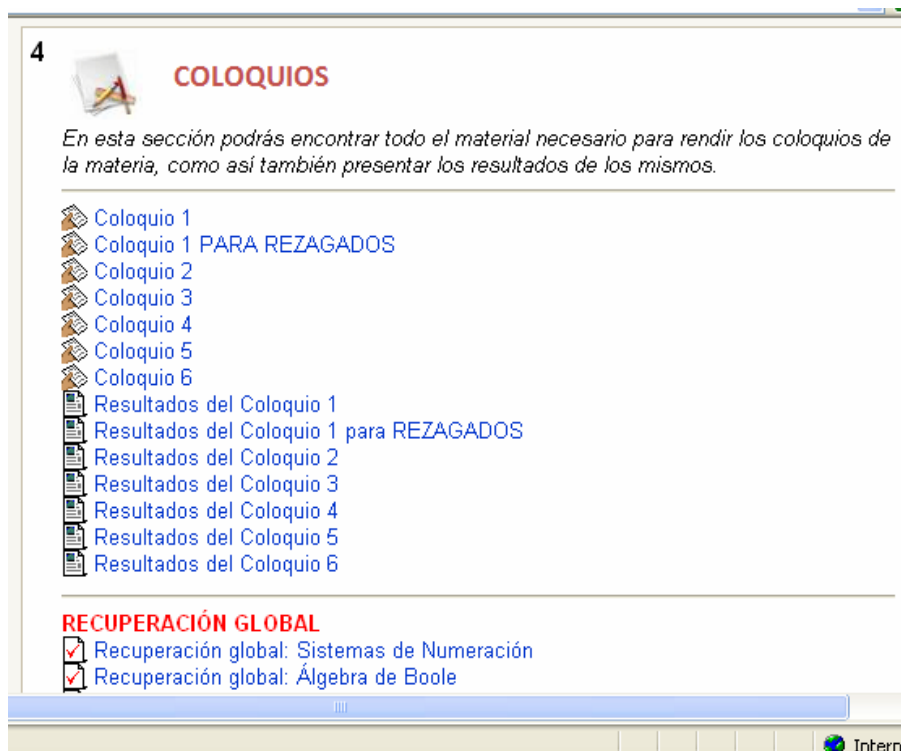 4
COLOQUIOS
En esta sección podrás encontrar todo el material necesario para rendir los coloquios de
la materia, como así también presentar los resultados de los mismos.
Coloquio 1
Coloquio 1 PARA REZAGADOS
Coloquio 2
Coloquio 3
Coloquio 4
Coloquio 5
Coloquio 6
Resultados del Coloquio 1
Resultados del Coloquio 1 para REZAGADOS
Resultados del Coloquio 2
Resultados del Coloquio 3
Resultados del Coloquio 4
Resultados del Coloquio 5
Resultados del Coloquio 6
RECUPERACIÓN GLOBAL
Recuperación global: Sistemas de Numeración
Recuperación global: Álgebra de Boole
Intern